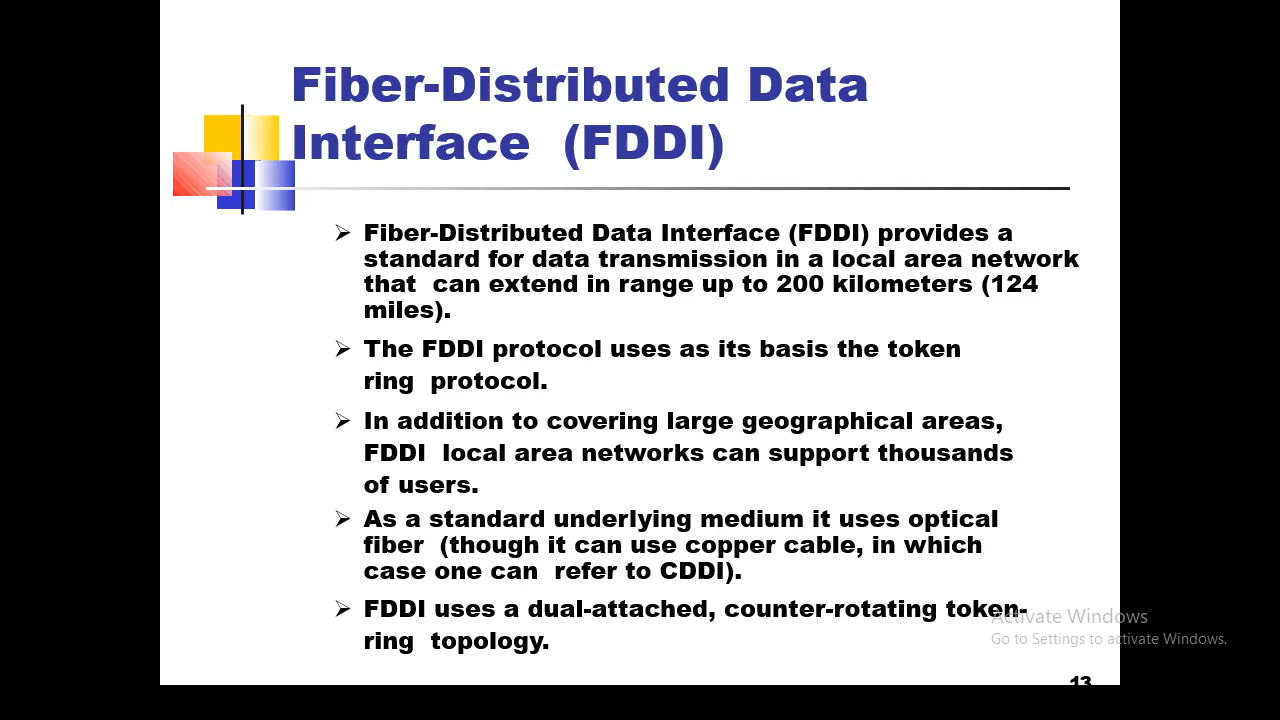 Fiber-Distributed Data
Interface (FDDI)
Fiber-Distributed Data Interface (FDDI) provides a
standard for data transmission in a local area network
that can extend in range up to 200 kilometers (124
miles).
The FDDI protocol uses as its basis the token
ring protocol.
In addition to covering large geographical areas,
FDDI local area networks can support thousands
of users.
As a standard underlying medium it uses optical
fiber (though it can use copper cable, in which
case one can refer to CDDI).
FDDI uses a dual-attached, counter-rotating token-
ring topology.
Activate Windows
Go to Settings to activate Windows.
13